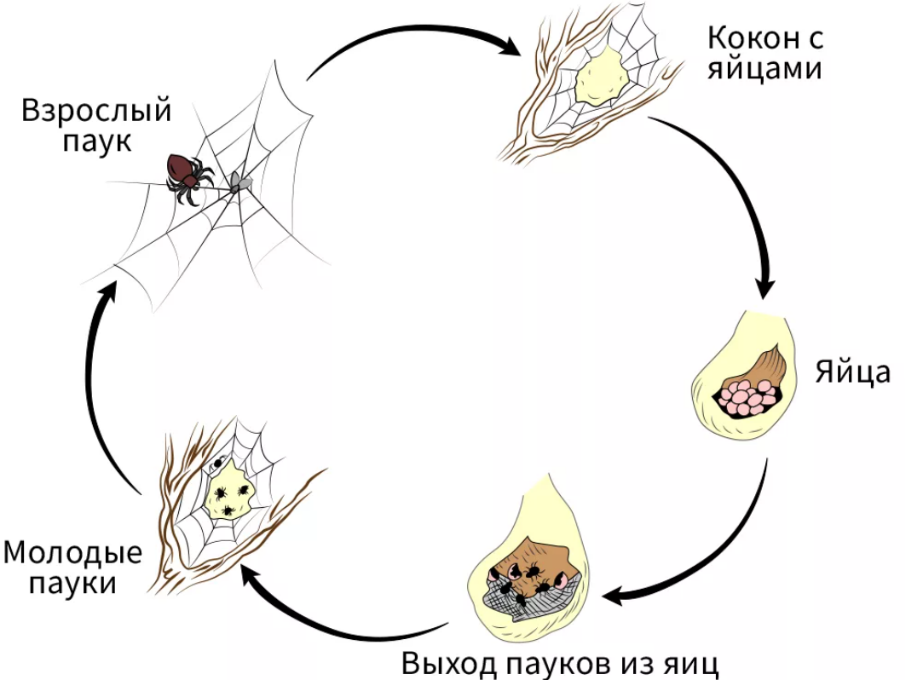 Кокон с
яйцами
Взрослый
паук
Яйца
Молодые
пауки
Выход пауков из яиц